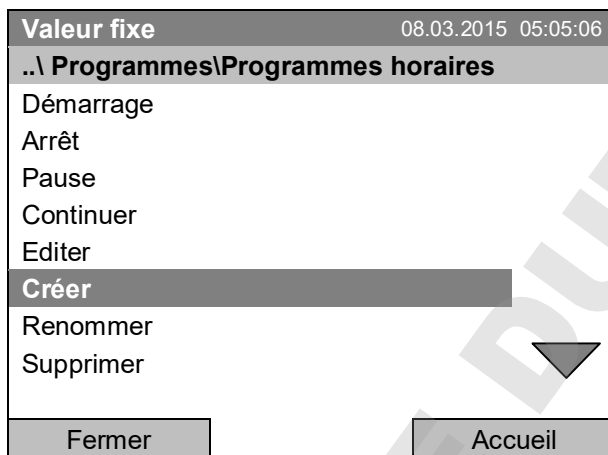 Valeur fixe 08.03.2015 05:05:06
..\ Programmes\Programmes horaires
Démarrage
Arrêt
Pause
Continuer
Editer
Créer
Renommer
Supprimer
Fermer Accueil